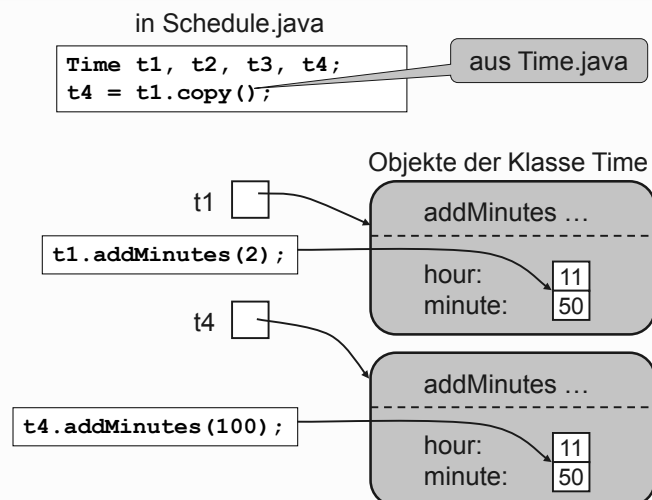 in Schedule.java
Time t1, t2, t3, t4;
t4 = t1.copy();
aus Time.java
Objekte der Klasse Time
t1
addMinutes …
t1.addMinutes(2);
hour: 11
minute: 50
t4
addMinutes …
t4.addMinutes(100);
hour: 11
minute: 50